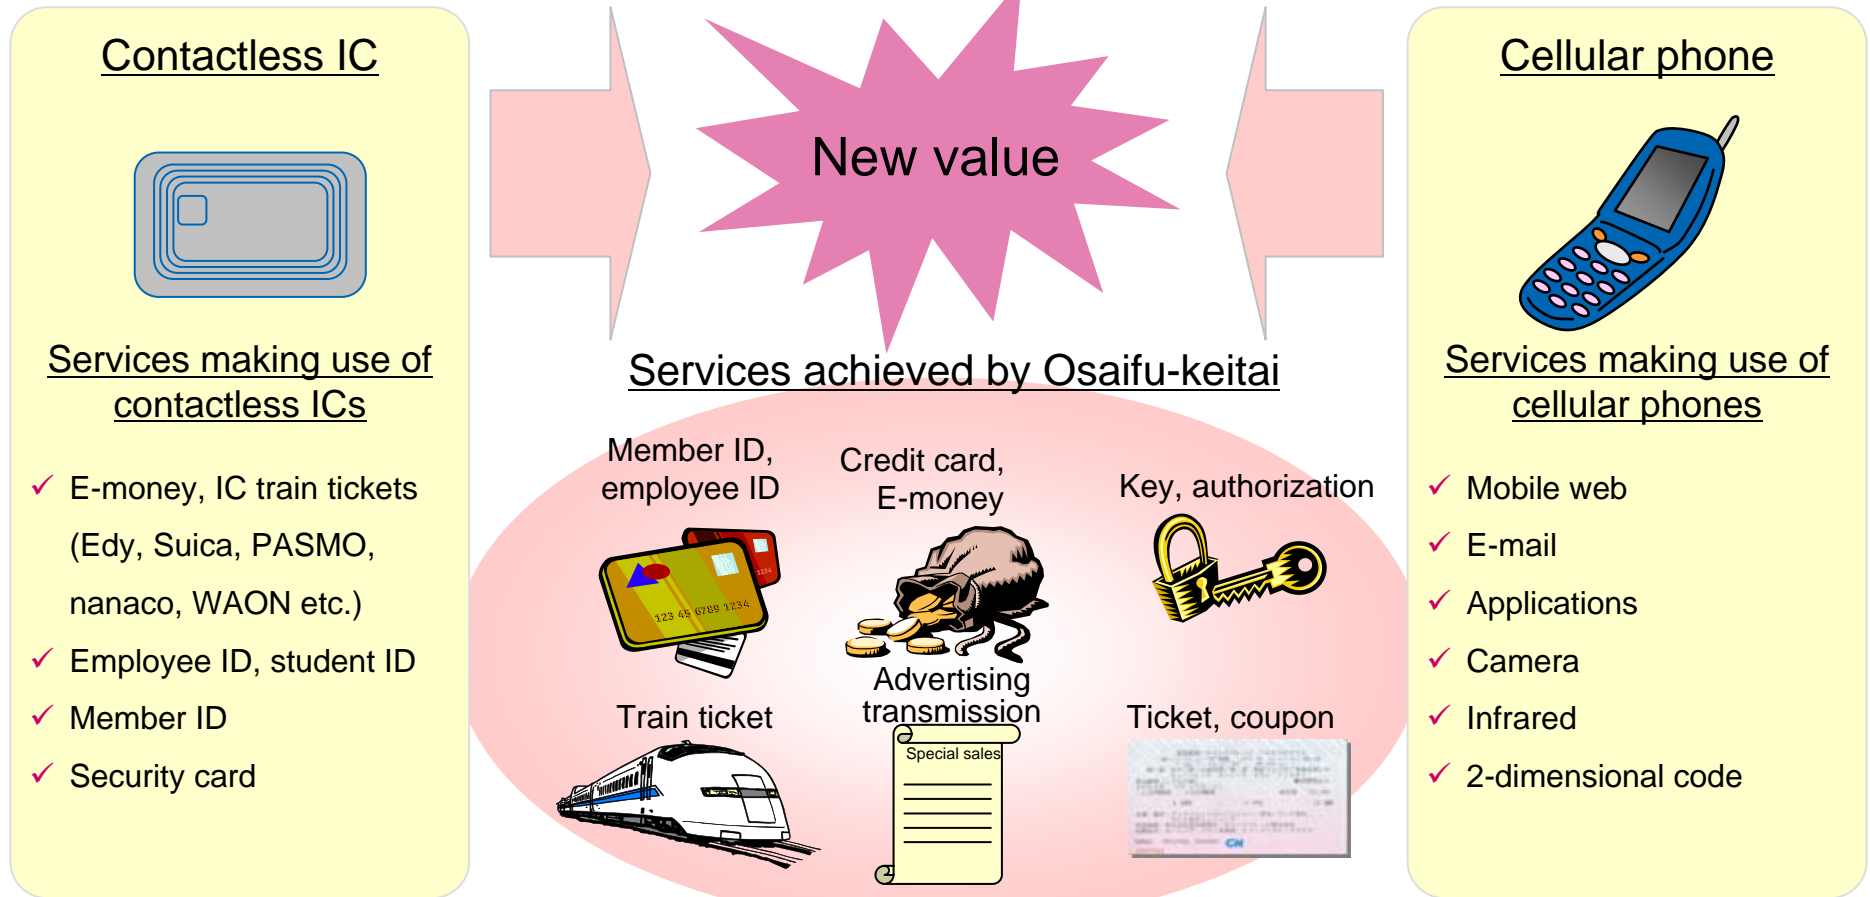 Contactless IC
Services making use of
contactless ICs
✓ E-money, IC train tickets
(Edy, Suica, PASMO,
nanaco, WAON etc.)
✓ Employee ID, student ID
✓ Member ID
✓ Security card
New value
Services achieved by Osaifu-keitai
Member ID,
employee ID
123 45 6789 1234
1234
Credit card,
E-money
Key, authorization
Train ticket
Advertising
transmission
Special sales
Ticket, coupon
CN
Cellular phone
Services making use of
cellular phones
✓ Mobile web
✓ E-mail
✓ Applications
✓ Camera
✓ Infrared
✓ 2-dimensional code